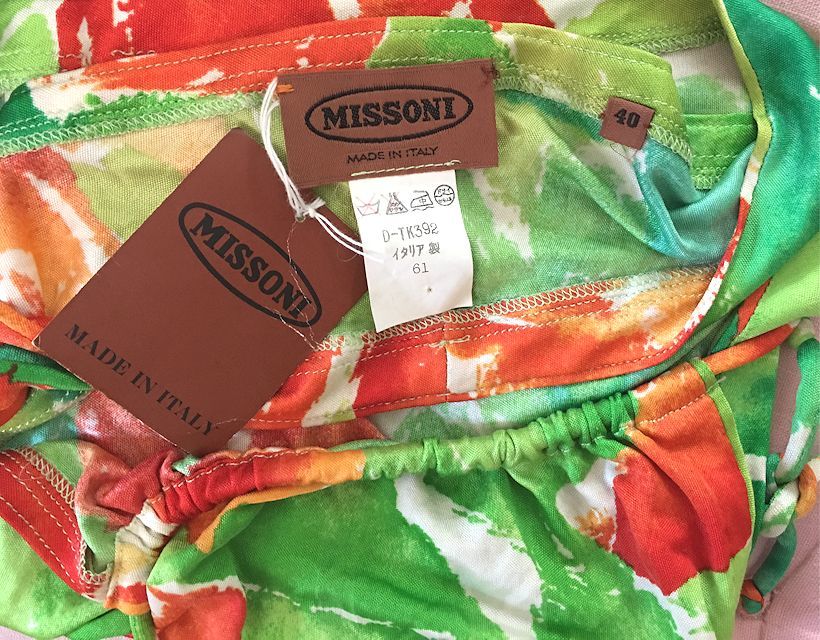 MISSONI
MADE IN ITALY
40
D-TK392
イタリア製
61
MISSONI
MADE IN ITALY